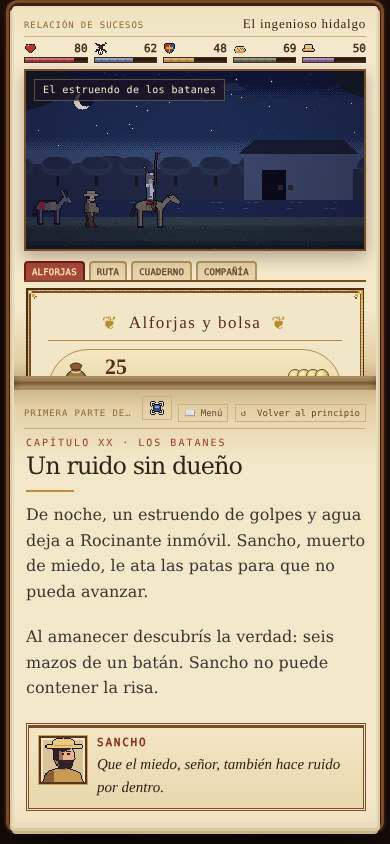 RELACIÓN DE SUCESOS
El ingenioso hidalgo
80 62 48 69 50
El estruendo de los batanes
ALFORJAS RUTA CUADERNO COMPAÑÍA
Alforjas y bolsa
25
PRIMERA PARTE DE… Menú ↺ Volver al principio
CAPÍTULO XX · LOS BATANES
Un ruido sin dueño
De noche, un estruendo de golpes y agua
deja a Rocinante inmóvil. Sancho, muerto
de miedo, le ata las patas para que no
pueda avanzar.
Al amanecer descubrís la verdad: seis
mazos de un batán. Sancho no puede
contener la risa.
SANCHO
Que el miedo, señor, también hace ruido
por dentro.